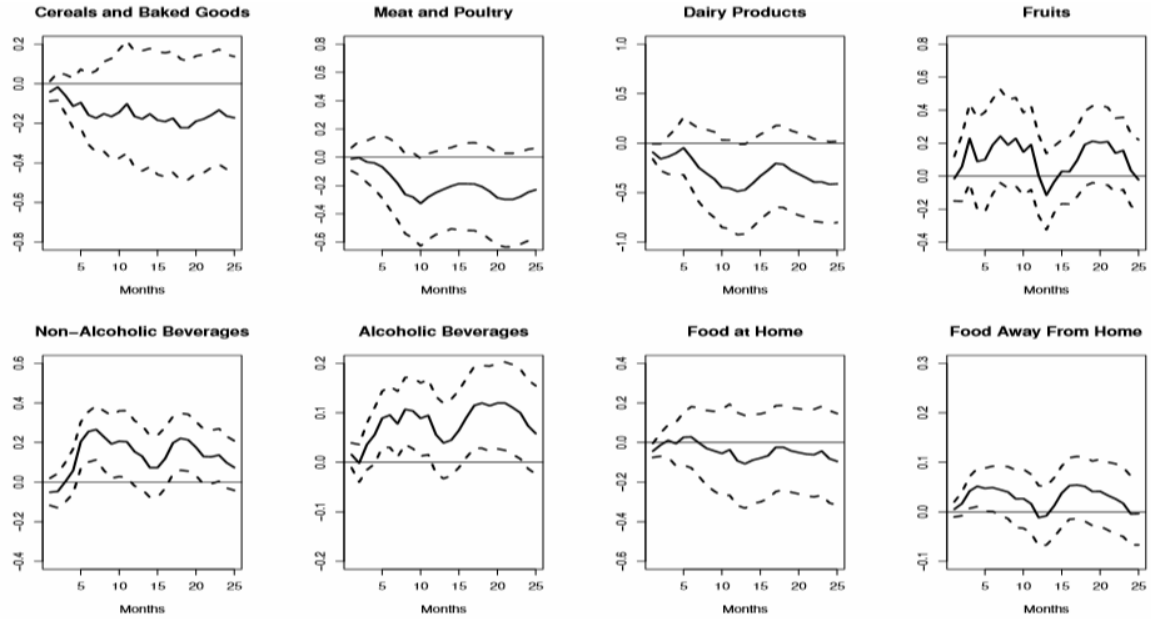 Cereals and Baked Goods
0.2
0.0
−0.2
−0.4
−0.6
−0.8
5 10 15 20 25
Months
Meat and Poultry
0.8
0.6
0.4
0.2
0.0
−0.2
−0.4
−0.6
5 10 15 20 25
Months
Dairy Products
1.0
0.5
0.0
−0.5
−1.0
5 10 15 20 25
Months
Fruits
0.8
0.6
0.4
0.2
0.0
−0.2
−0.4
5 10 15 20 25
Months
Non−Alcoholic Beverages
0.6
0.4
0.2
0.0
−0.2
−0.4
5 10 15 20 25
Months
Alcoholic Beverages
0.2
0.1
0.0
−0.1
−0.2
5 10 15 20 25
Months
Food at Home
0.4
0.2
0.0
−0.2
−0.4
−0.6
5 10 15 20 25
Months
Food Away From Home
0.3
0.2
0.1
0.0
−0.1
5 10 15 20 25
Months